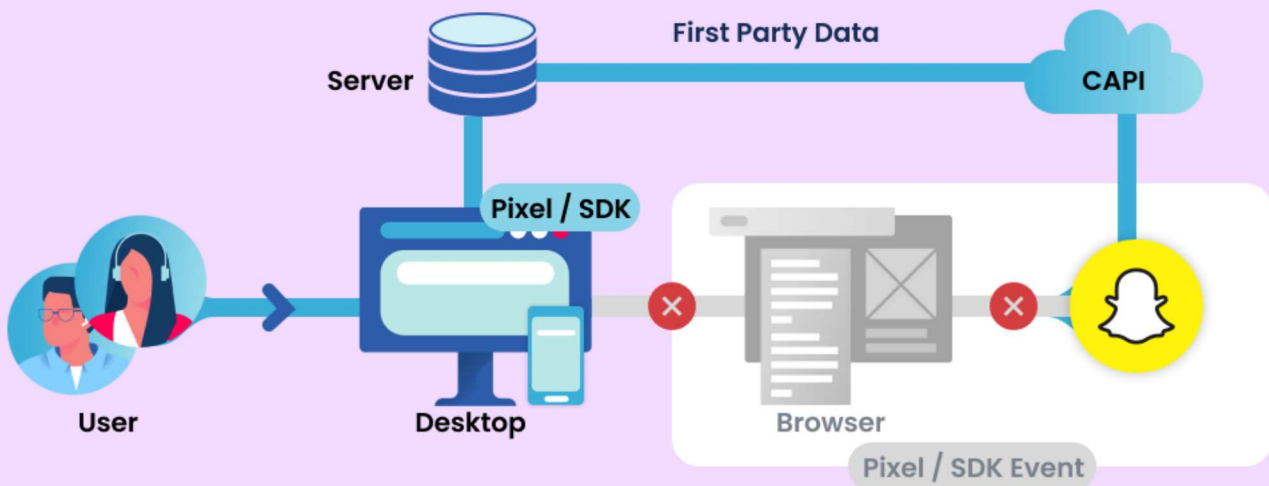 First Party Data
Server
CAPI
Pixel / SDK
User
Desktop
Browser
Pixel / SDK Event